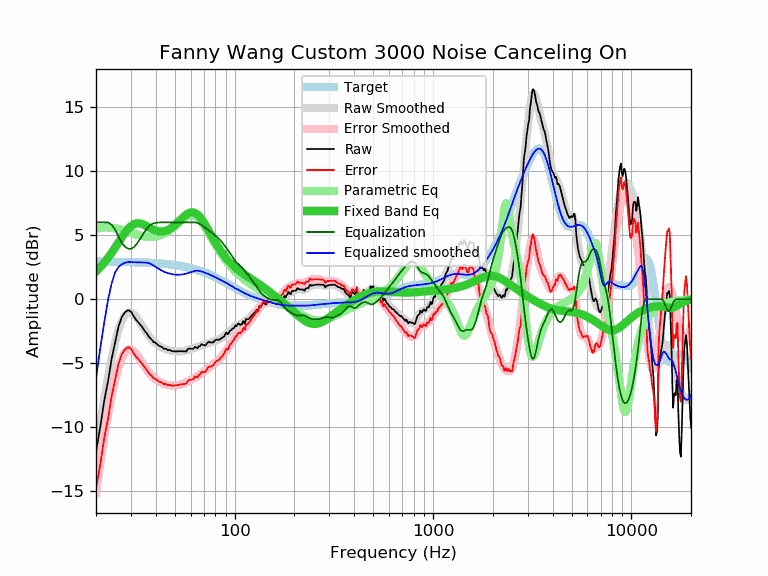 Fanny Wang Custom 3000 Noise Canceling On
Amplitude (dBr)
15
10
5
0
−5
−10
−15
Target
Raw Smoothed
Error Smoothed
Raw
Error
Parametric Eq
Fixed Band Eq
Equalization
Equalized smoothed
100
1000
10000
Frequency (Hz)